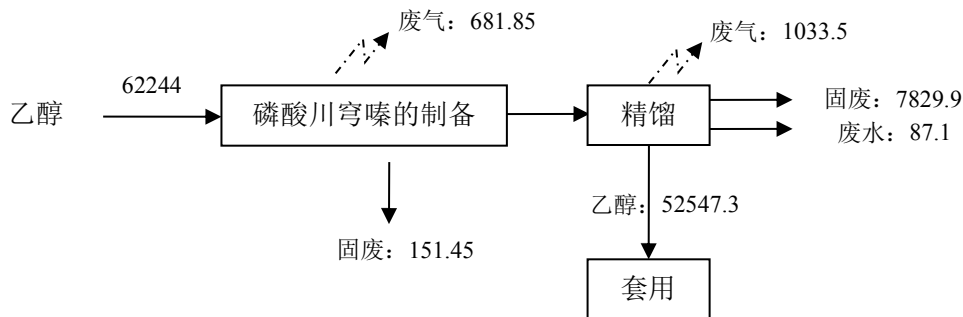 废气：681.85
废气：1033.5
62244
乙醇
磷酸川穹嗪的制备
精馏
固废：7829.9
废水：87.1
乙醇：52547.3
固废：151.45
套用